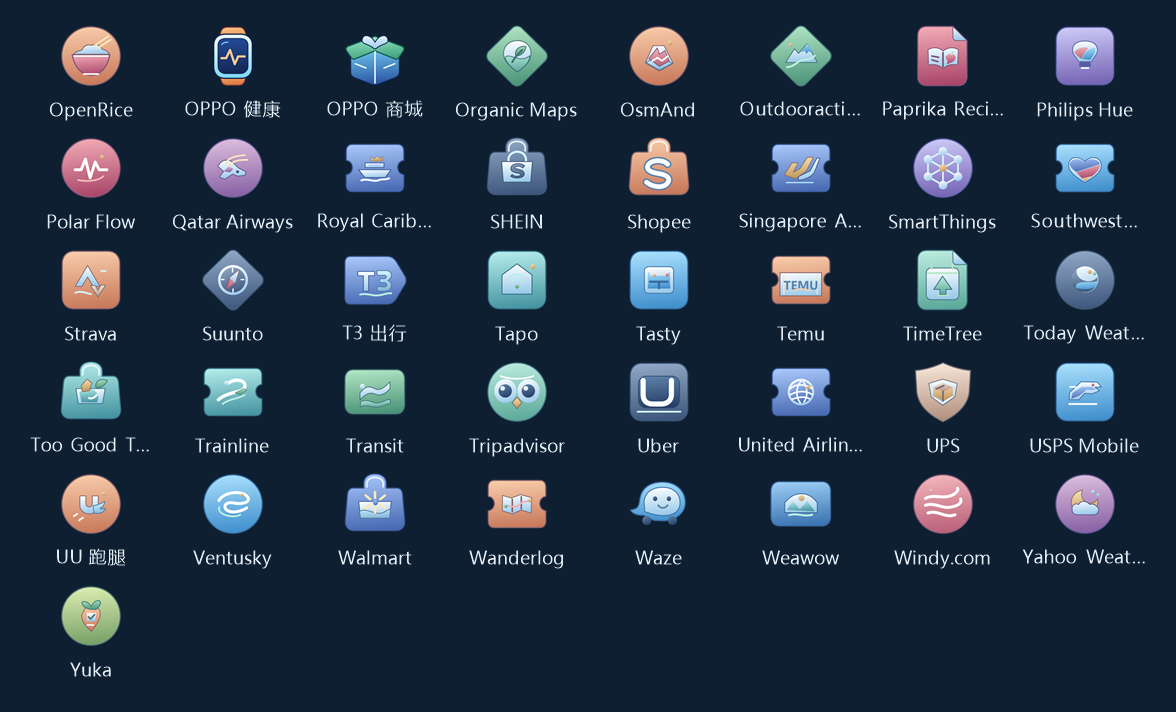 OpenRice OPPO 健康 OPPO 商城 Organic Maps OsmAnd Outdooracti... Paprika Reci... Philips Hue
S S
Polar Flow Qatar Airways Royal Carib... SHEIN Shopee Singapore A... SmartThings Southwest...
T3 TEMU
Strava Suunto T3 出行 Tapo Tasty Temu TimeTree Today Weat...
U
Too Good T... Trainline Transit Tripadvisor Uber United Airlin... UPS USPS Mobile
UU 跑腿 Ventusky Walmart Wanderlog Waze Weawow Windy.com Yahoo Weat...
Yuka